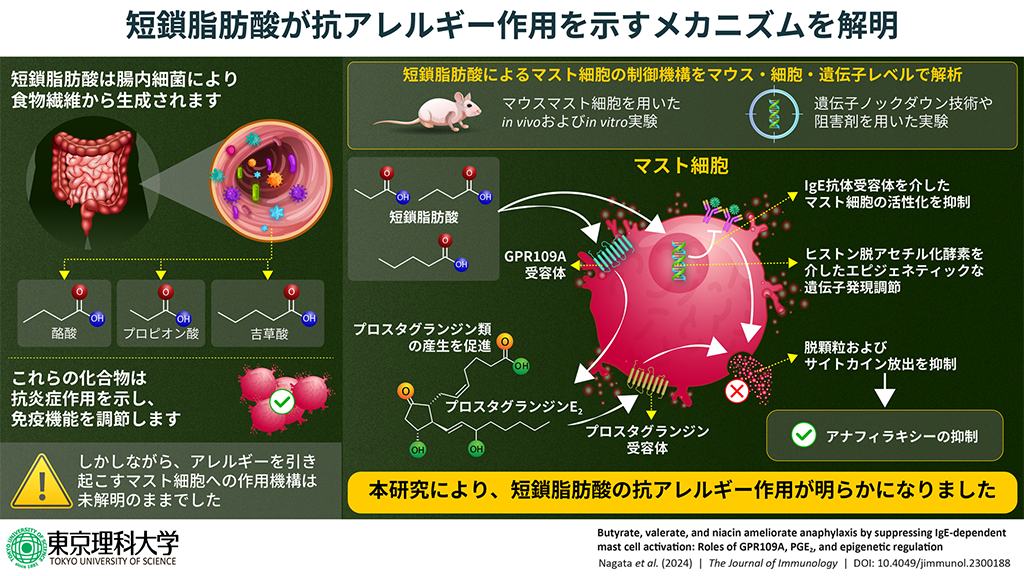 短鎖脂肪酸が抗アレルギー作用を示すメカニズムを解明
短鎖脂肪酸は腸内細菌により
食物繊維から生成されます
O
OH
酪酸
O
OH
プロピオン酸
O
OH
吉草酸
これらの化合物は
抗炎症作用を示し、
免疫機能を調節します
しかしながら、アレルギーを引き
起こすマスト細胞への作用機構は
未解明のままでした
短鎖脂肪酸によるマスト細胞の制御機構をマウス・細胞・遺伝子レベルで解析
マウスマスト細胞を用いた
in vivoおよびin vitro実験
遺伝子ノックダウン技術や
阻害剤を用いた実験
マスト細胞
O
OH
O
OH
短鎖脂肪酸
O
OH
GPR109A
受容体
IgE抗体受容体を介した
マスト細胞の活性化を抑制
ヒストン脱アセチル化酵素を
介したエピジェネティックな
遺伝子発現調節
プロスタグランジン類
の産生を促進
O
OH
O
プロスタグランジンE₂
OH
OH
プロスタグランジン
受容体
脱顆粒および
サイトカイン放出を抑制
アナフィラキシーの抑制
本研究により、短鎖脂肪酸の抗アレルギー作用が明らかになりました
TOKYO UNIVERSITY OF SCIENCE
since 1881
東京理科大学
TOKYO UNIVERSITY OF SCIENCE
Butyrate, valerate, and niacin ameliorate anaphylaxis by suppressing IgE-dependent
mast cell activation: Roles of GPR109A, PGE₂, and epigenetic regulation
Nagata et al. (2024) | The Journal of Immunology | DOI: 10.4049/jimmunol.2300188